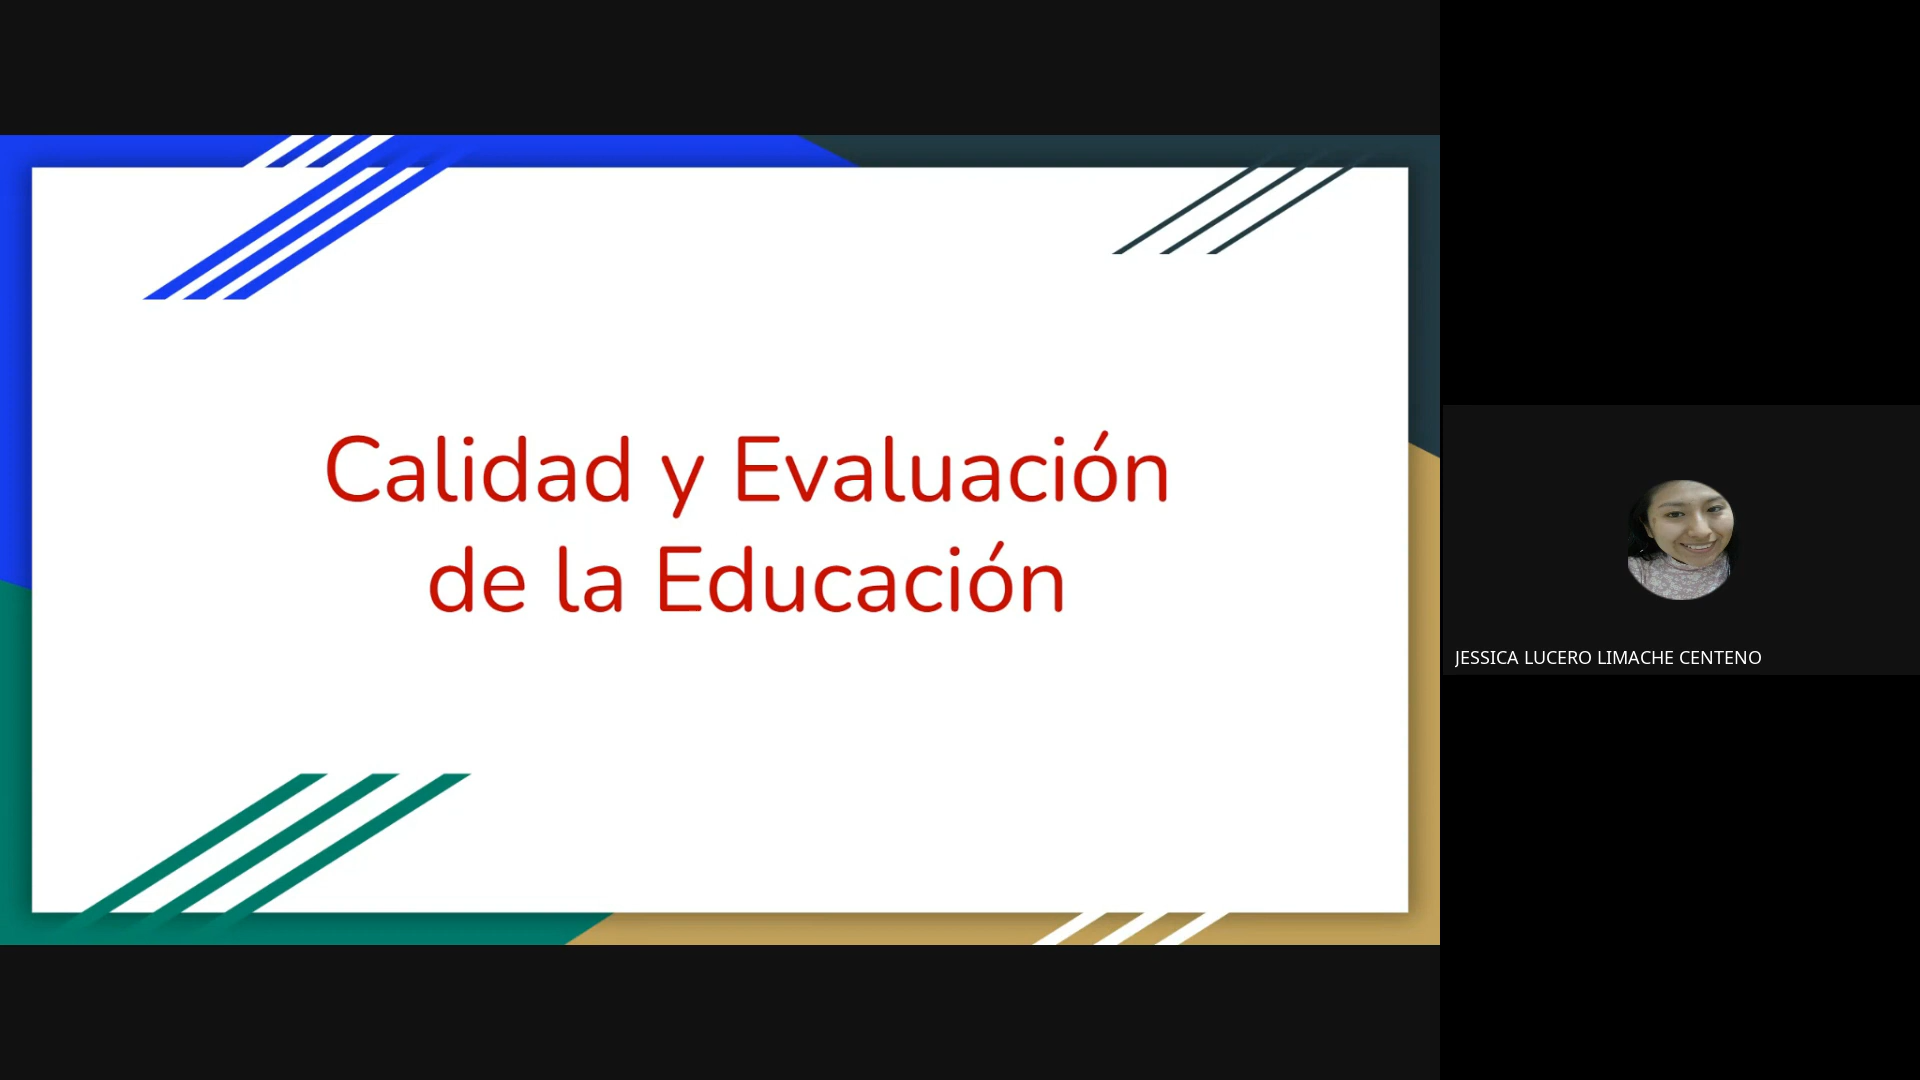 Calidad y Evaluación
de la Educación
JESSICA LUCERO LIMACHE CENTENO